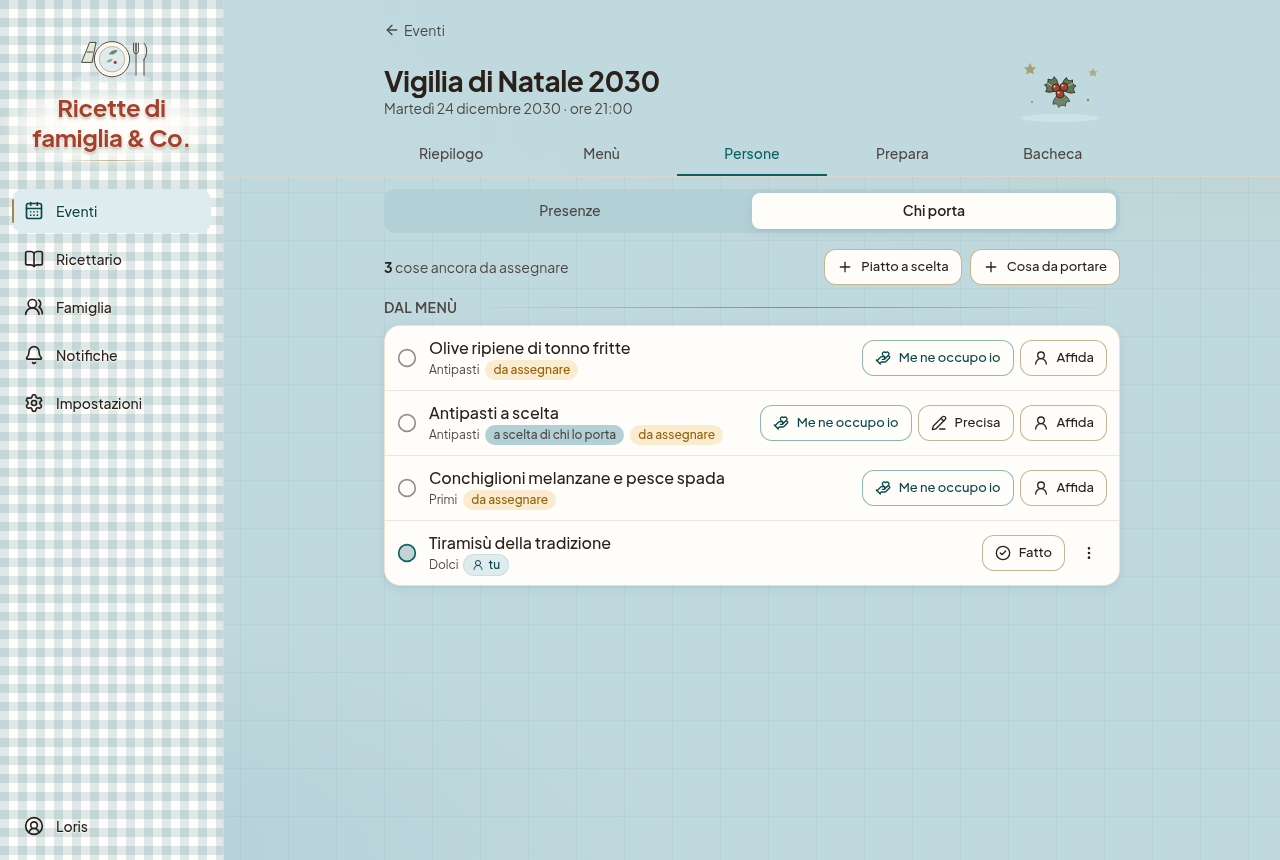 Ricette di
famiglia & Co.
Eventi
Ricettario
Famiglia
Notifiche
Impostazioni
Loris
Eventi
Vigilia di Natale 2030
Martedì 24 dicembre 2030 · ore 21:00
Riepilogo Menù Persone Prepara Bacheca
Presenze Chi porta
3 cose ancora da assegnare Piatto a scelta Cosa da portare
DAL MENÙ
Olive ripiene di tonno fritte
Antipasti da assegnare
Me ne occupo io Affida
Antipasti a scelta
Antipasti a scelta di chi lo porta da assegnare
Me ne occupo io Precisa Affida
Conchiglioni melanzane e pesce spada
Primi da assegnare
Me ne occupo io Affida
Tiramisù della tradizione
Dolci tu
Fatto